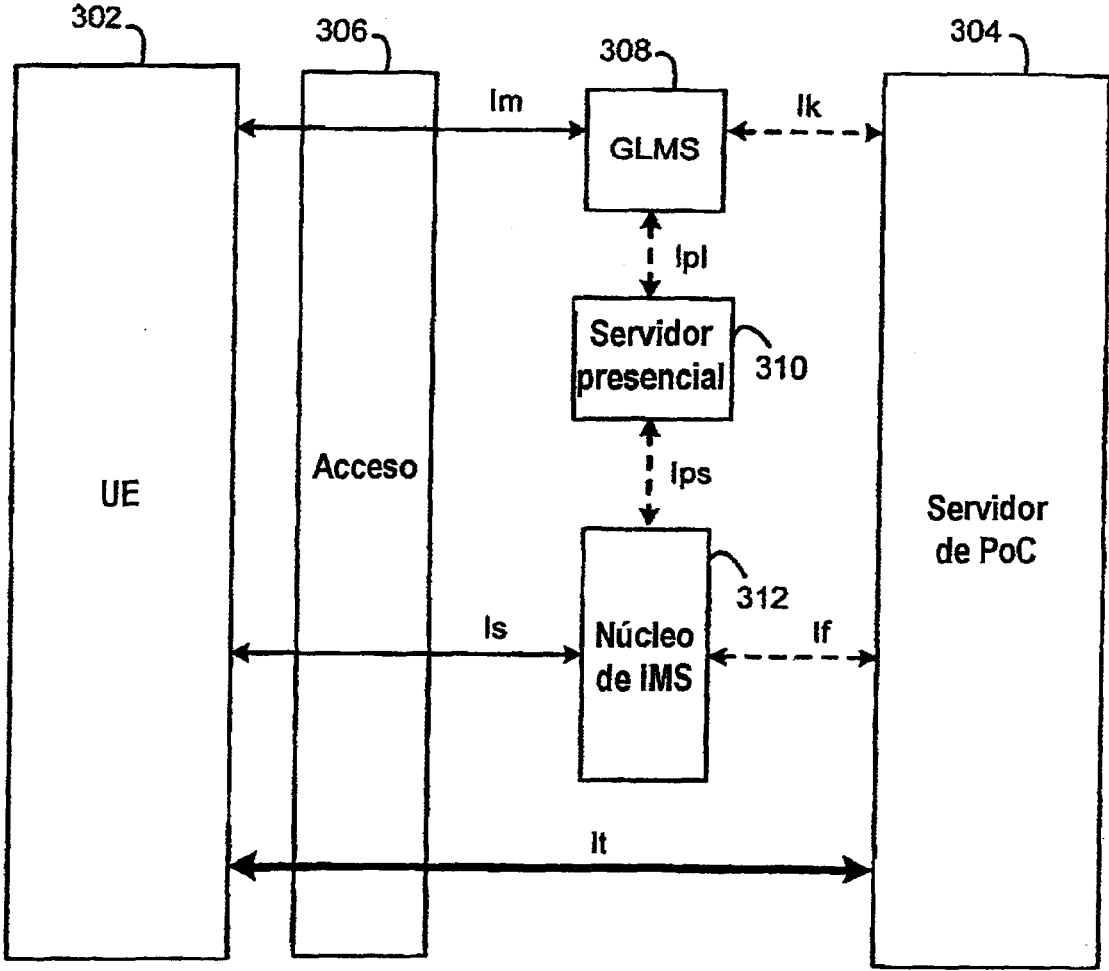 302
306
308
304
Im
Ik
GLMS
Ipl
Servidor
presencial
310
Acceso
Ips
UE
Servidor
de PoC
312
Is
Núcleo
de IMS
If
It